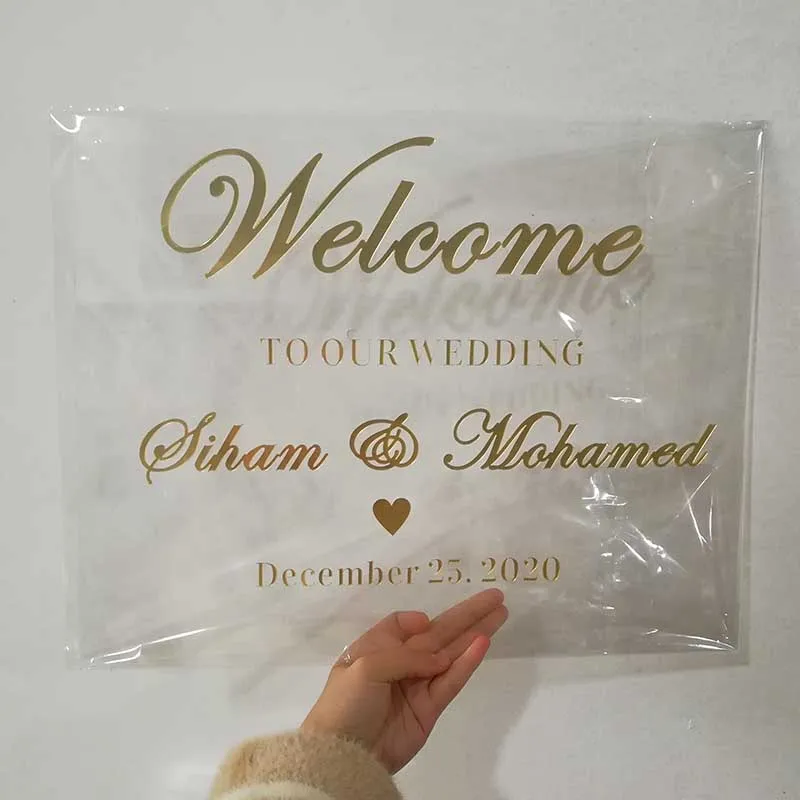 Welcome
TO OUR WEDDING
Siham & Mohamed
December 25. 2020